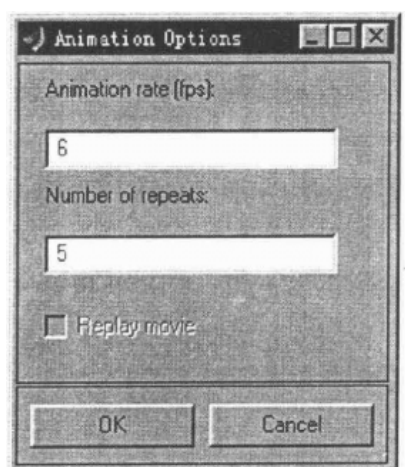 Animation Options
Animation rate (fps):
6
Number of repeats:
5
Replay movie
OK
Cancel